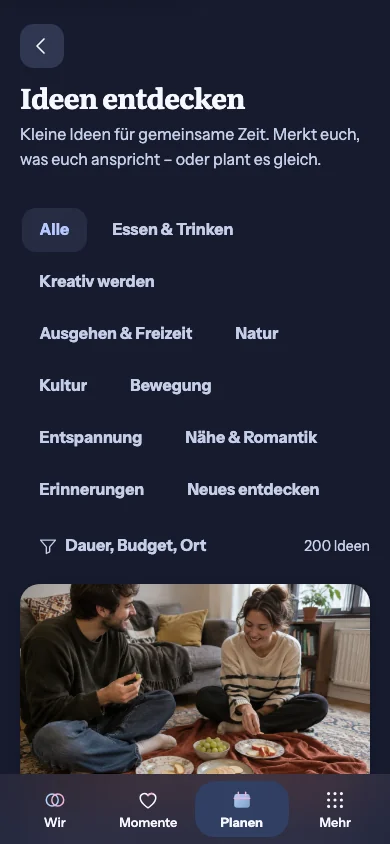 Ideen entdecken
Kleine Ideen für gemeinsame Zeit. Merkt euch,
was euch anspricht – oder plant es gleich.
Alle Essen & Trinken
Kreativ werden
Ausgehen & Freizeit Natur
Kultur Bewegung
Entspannung Nähe & Romantik
Erinnerungen Neues entdecken
Dauer, Budget, Ort 200 Ideen
Wir Momente Planen Mehr